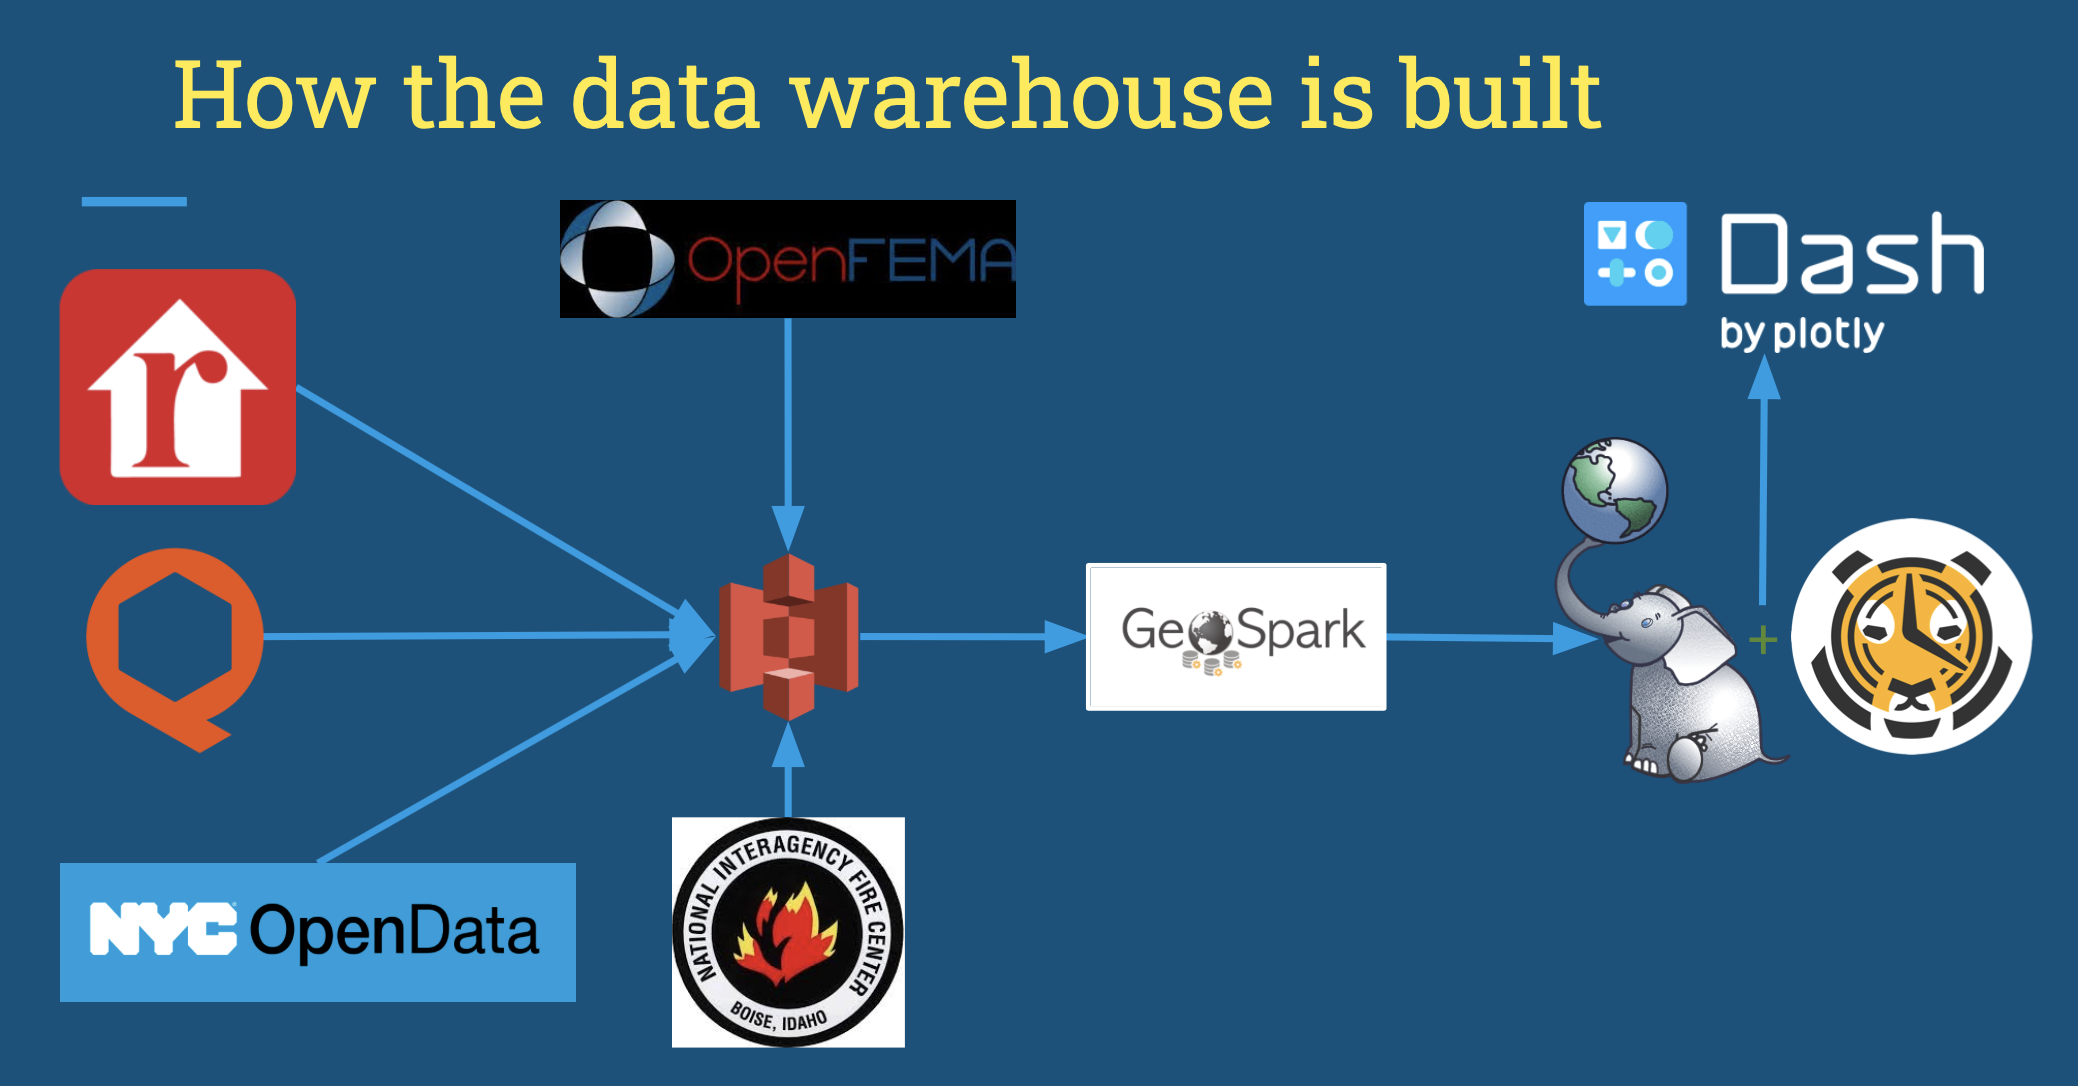 How the data warehouse is built
OpenFEMA
Dash
by plotly
r
GeoSpark
+
NYC OpenData
NATIONAL INTERAGENCY FIRE CENTER
BOISE, IDAHO